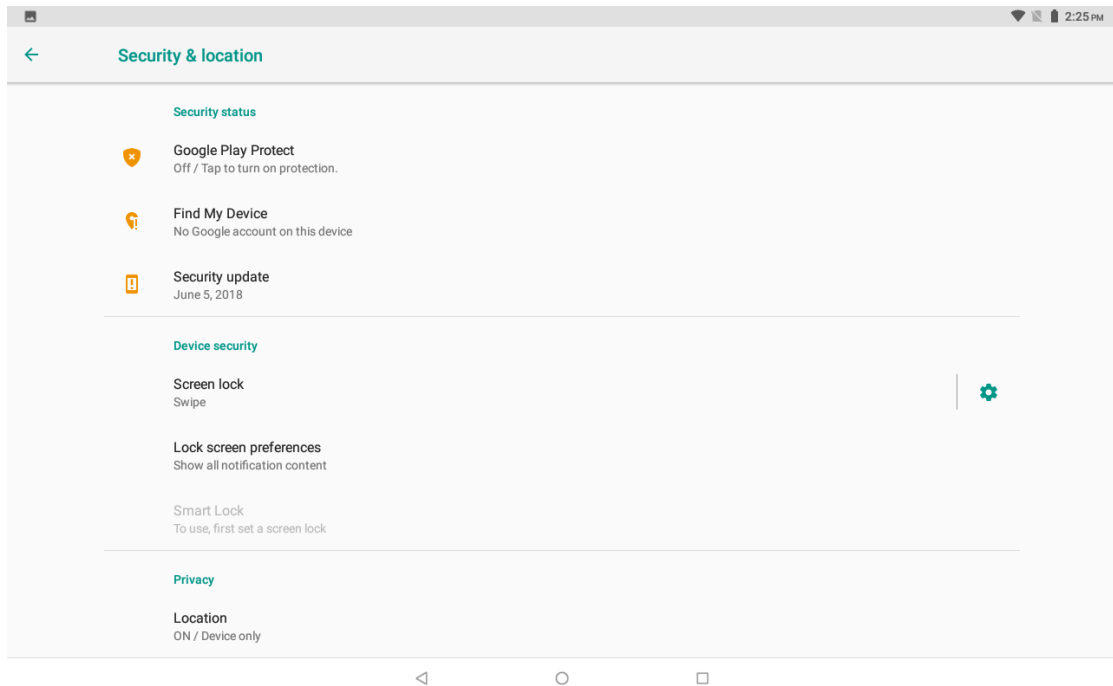 2:25 PM
Security & location
Security status
Google Play Protect
Off / Tap to turn on protection.
Find My Device
No Google account on this device
Security update
June 5, 2018
Device security
Screen lock
Swipe
Lock screen preferences
Show all notification content
Smart Lock
To use, first set a screen lock
Privacy
Location
ON / Device only